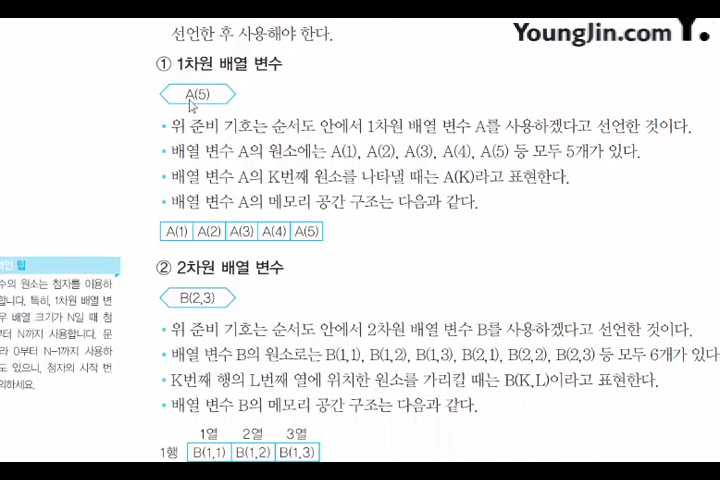 선언한 후 사용해야 한다.
YoungJin.com Y.
① 1차원 배열 변수
A(5)
• 위 준비 기호는 순서도 안에서 1차원 배열 변수 A를 사용하겠다고 선언한 것이다.
• 배열 변수 A의 원소에는 A(1), A(2), A(3), A(4), A(5) 등 모두 5개가 있다.
• 배열 변수 A의 K번째 원소를 나타낼 때는 A(K)라고 표현한다.
• 배열 변수 A의 메모리 공간 구조는 다음과 같다.
A(1) A(2) A(3) A(4) A(5)
팁
수의 원소는 첨자를 이용하
합니다. 특히, 1차원 배열 변
우 배열 크기가 N일 때 첨
부터 N까지 사용합니다. 문
라 0부터 N-1까지 사용하
도 있으니, 첨자의 시작 번
의하세요.
② 2차원 배열 변수
B(2,3)
• 위 준비 기호는 순서도 안에서 2차원 배열 변수 B를 사용하겠다고 선언한 것이다.
• 배열 변수 B의 원소로는 B(1,1), B(1,2), B(1,3), B(2,1), B(2,2), B(2,3) 등 모두 6개가 있다
• K번째 행의 L번째 열에 위치한 원소를 가리킬 때는 B(K,L)이라고 표현한다.
• 배열 변수 B의 메모리 공간 구조는 다음과 같다.
1열 2열 3열
1행 B(1,1) B(1,2) B(1,3)